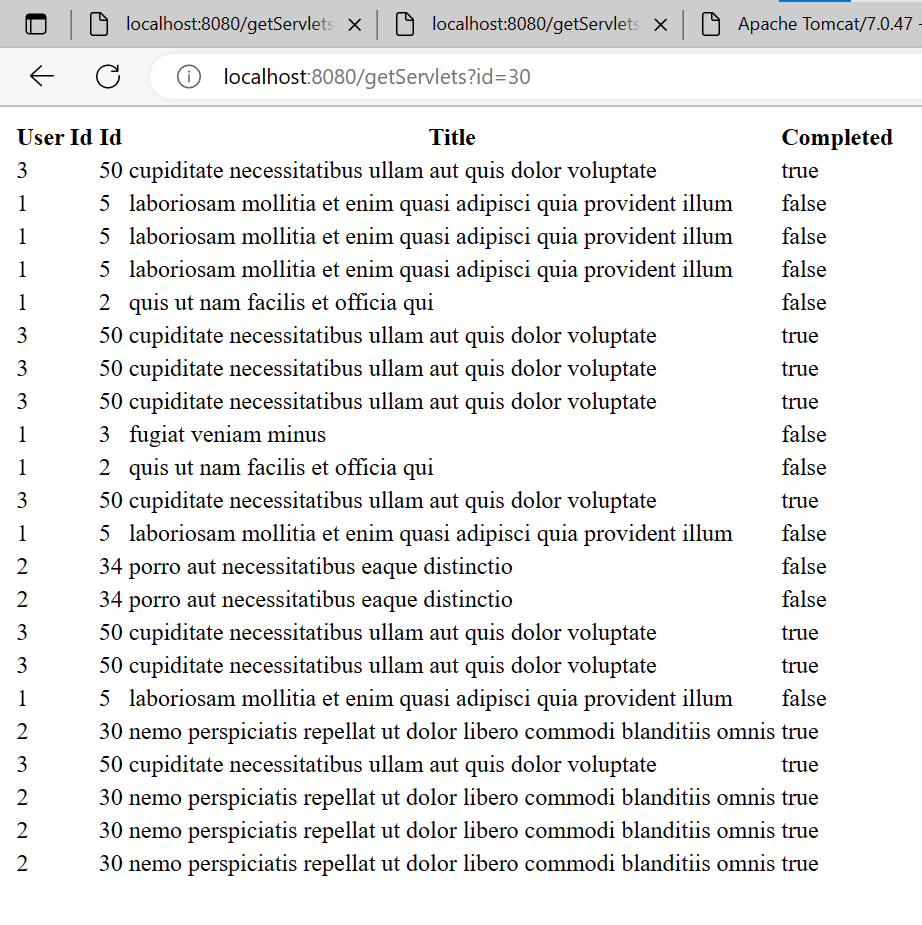 localhost:8080/getServlets localhost:8080/getServlets Apache Tomcat/7.0.47 -
localhost:8080/getServlets?id=30
User Id Id Title Completed
3 50 cupiditate necessitatibus ullam aut quis dolor voluptate true
1 5 laboriosam mollitia et enim quasi adipisci quia provident illum false
1 5 laboriosam mollitia et enim quasi adipisci quia provident illum false
1 5 laboriosam mollitia et enim quasi adipisci quia provident illum false
1 2 quis ut nam facilis et officia qui false
3 50 cupiditate necessitatibus ullam aut quis dolor voluptate true
3 50 cupiditate necessitatibus ullam aut quis dolor voluptate true
3 50 cupiditate necessitatibus ullam aut quis dolor voluptate true
1 3 fugiat veniam minus false
1 2 quis ut nam facilis et officia qui false
3 50 cupiditate necessitatibus ullam aut quis dolor voluptate true
1 5 laboriosam mollitia et enim quasi adipisci quia provident illum false
2 34 porro aut necessitatibus eaque distinctio false
2 34 porro aut necessitatibus eaque distinctio false
3 50 cupiditate necessitatibus ullam aut quis dolor voluptate true
3 50 cupiditate necessitatibus ullam aut quis dolor voluptate true
1 5 laboriosam mollitia et enim quasi adipisci quia provident illum false
2 30 nemo perspiciatis repellat ut dolor libero commodi blanditiis omnis true
3 50 cupiditate necessitatibus ullam aut quis dolor voluptate true
2 30 nemo perspiciatis repellat ut dolor libero commodi blanditiis omnis true
2 30 nemo perspiciatis repellat ut dolor libero commodi blanditiis omnis true
2 30 nemo perspiciatis repellat ut dolor libero commodi blanditiis omnis true